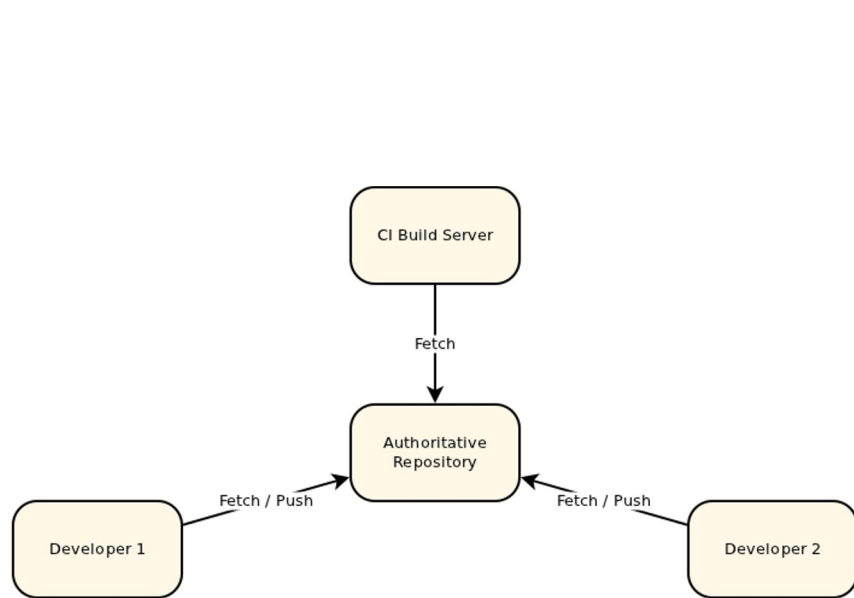 CI Build Server
Fetch
Authoritative
Repository
Fetch / Push
Fetch / Push
Developer 1
Developer 2